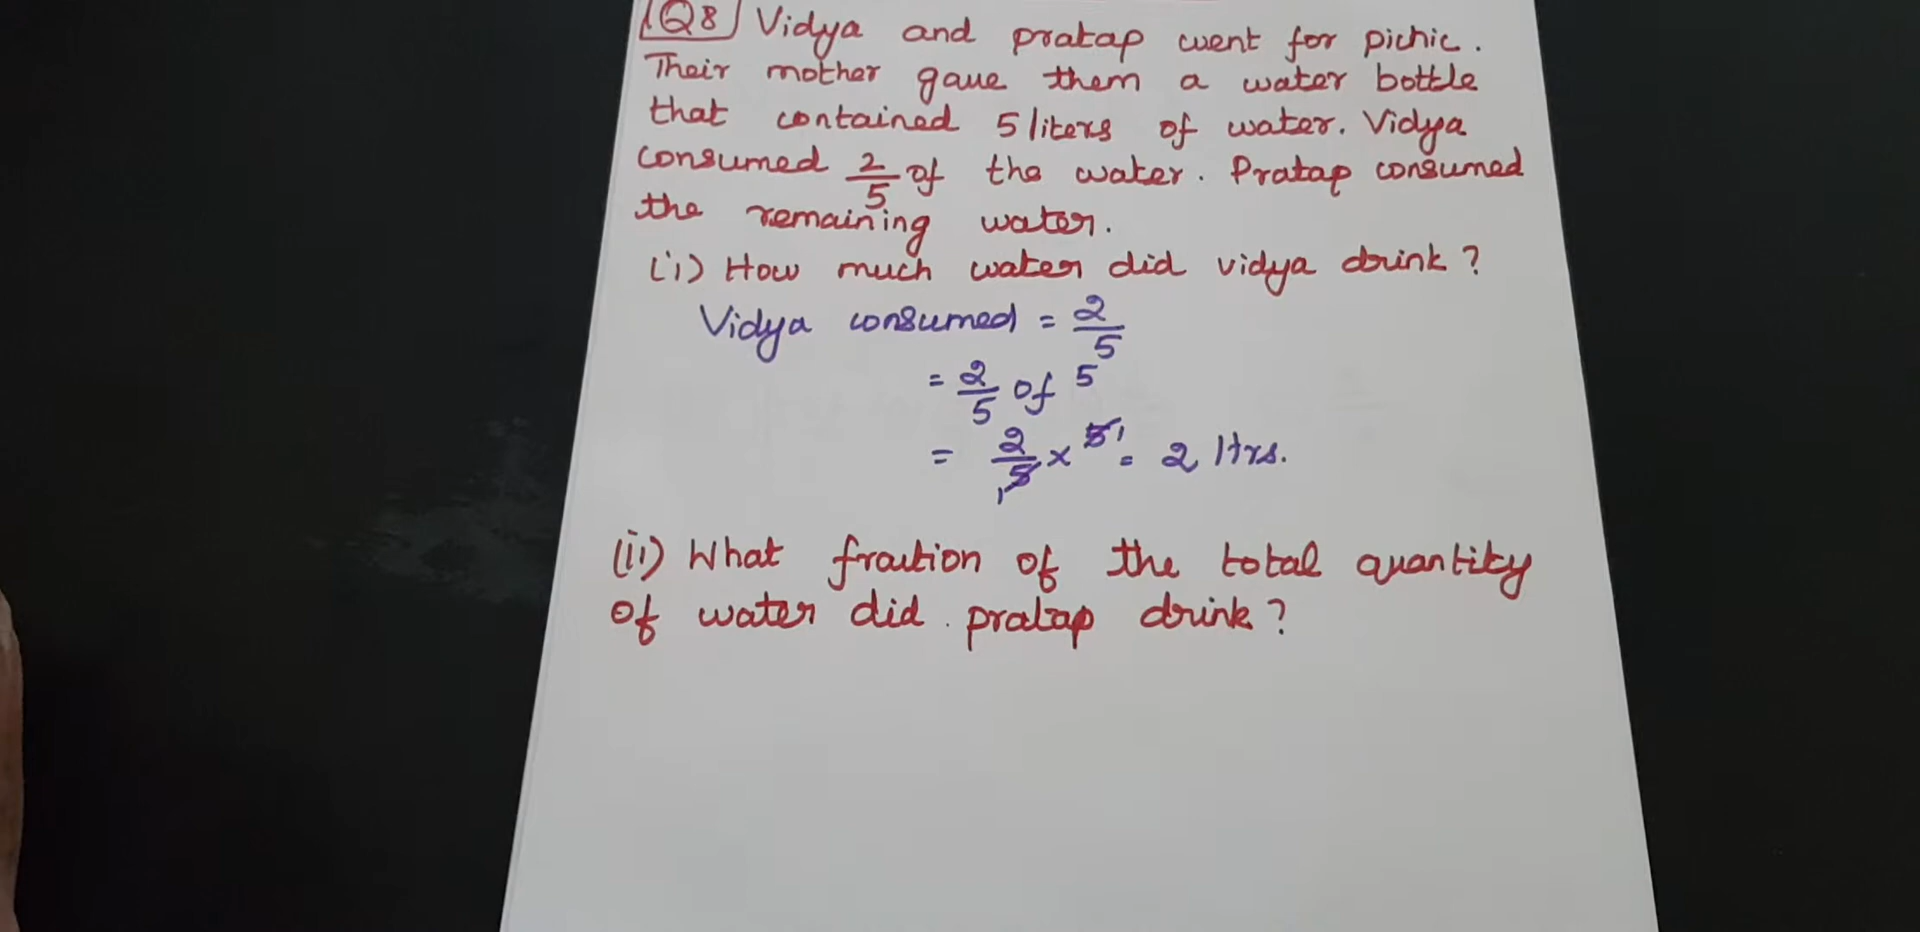 Q8 Vidya and pratap went for pichic.
Their mother gave them a water bottle
that contained 5 liters of water. Vidya
consumed 2/5 of the water. Pratap consumed
the remaining water.
(i) How much water did vidya drink?
Vidya consumed = 2/5
= 2/5 of 5
= 2/5 1 x 5 1 = 2 ltrs.
(ii) What fraction of the total quantity
of water did pratap drink?